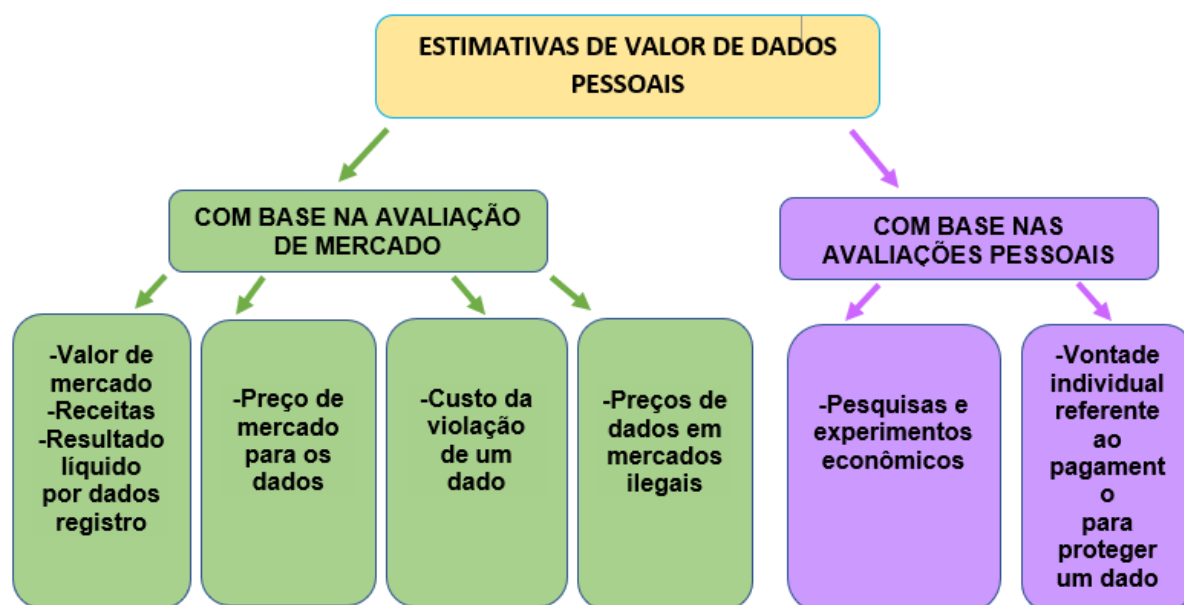 ESTIMATIVAS DE VALOR DE DADOS
PESSOAIS
COM BASE NA AVALIAÇÃO
DE MERCADO
COM BASE NAS
AVALIAÇÕES PESSOAIS
-Valor de
mercado
-Receitas
-Resultado
líquido
por dados
registro
-Preço de
mercado
para os
dados
-Custo da
violação
de um
dado
-Preços de
dados em
mercados
ilegais
-Pesquisas e
experimentos
econômicos
-Vontade
individual
referente
ao
pagament
o
para
proteger
um dado